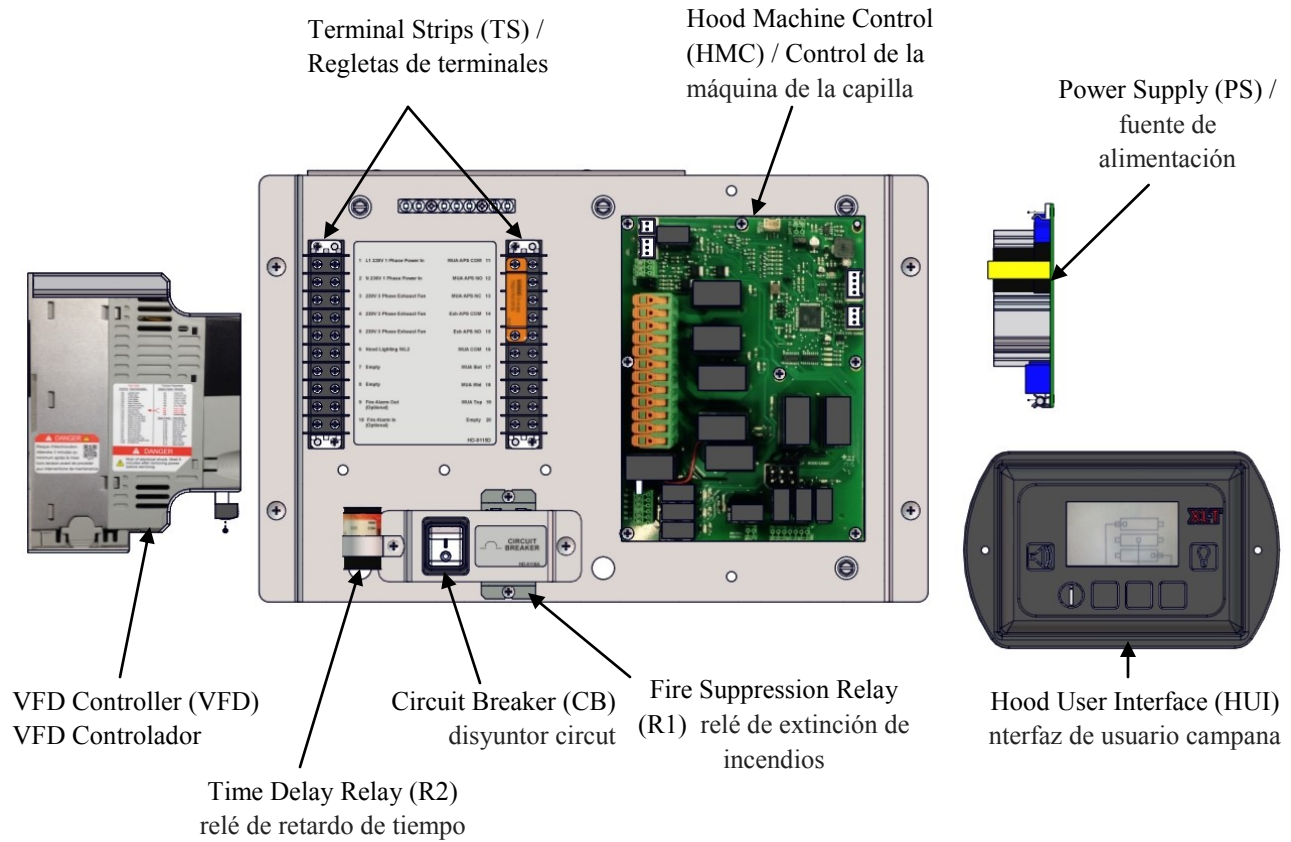 Terminal Strips (TS) /
Regletas de terminales
Hood Machine Control
(HMC) / Control de la
máquina de la capilla
Power Supply (PS) /
fuente de
alimentación
1 L1 230V 1 Phase Power In MUA APS COM 11
2 N 230V 1 Phase Power In MUA APS NO 12
3 230V 3 Phase Exhaust Fan MUA APS NC 13
4 230V 3 Phase Exhaust Fan Exh APS COM 14
5 230V 3 Phase Exhaust Fan Exh APS NO 15
6 Hood Lighting NO.2 MUA COM 16
7 Empty MUA Bot 17
8 Empty MUA Mid 18
9 Fire Alarm Out MUA Top 19
(Optional)
10 Fire Alarm In Empty 20
(Optional)
HD-9119D
DANGER
DANGER
CIRCUIT
BREAKER
HD-9119A
VFD Controller (VFD)
VFD Controlador
Circuit Breaker (CB)
disyuntor circut
Fire Suppression Relay
(R1) relé de extinción de
incendios
Hood User Interface (HUI)
nterfaz de usuario campana
Time Delay Relay (R2)
relé de retardo de tiempo